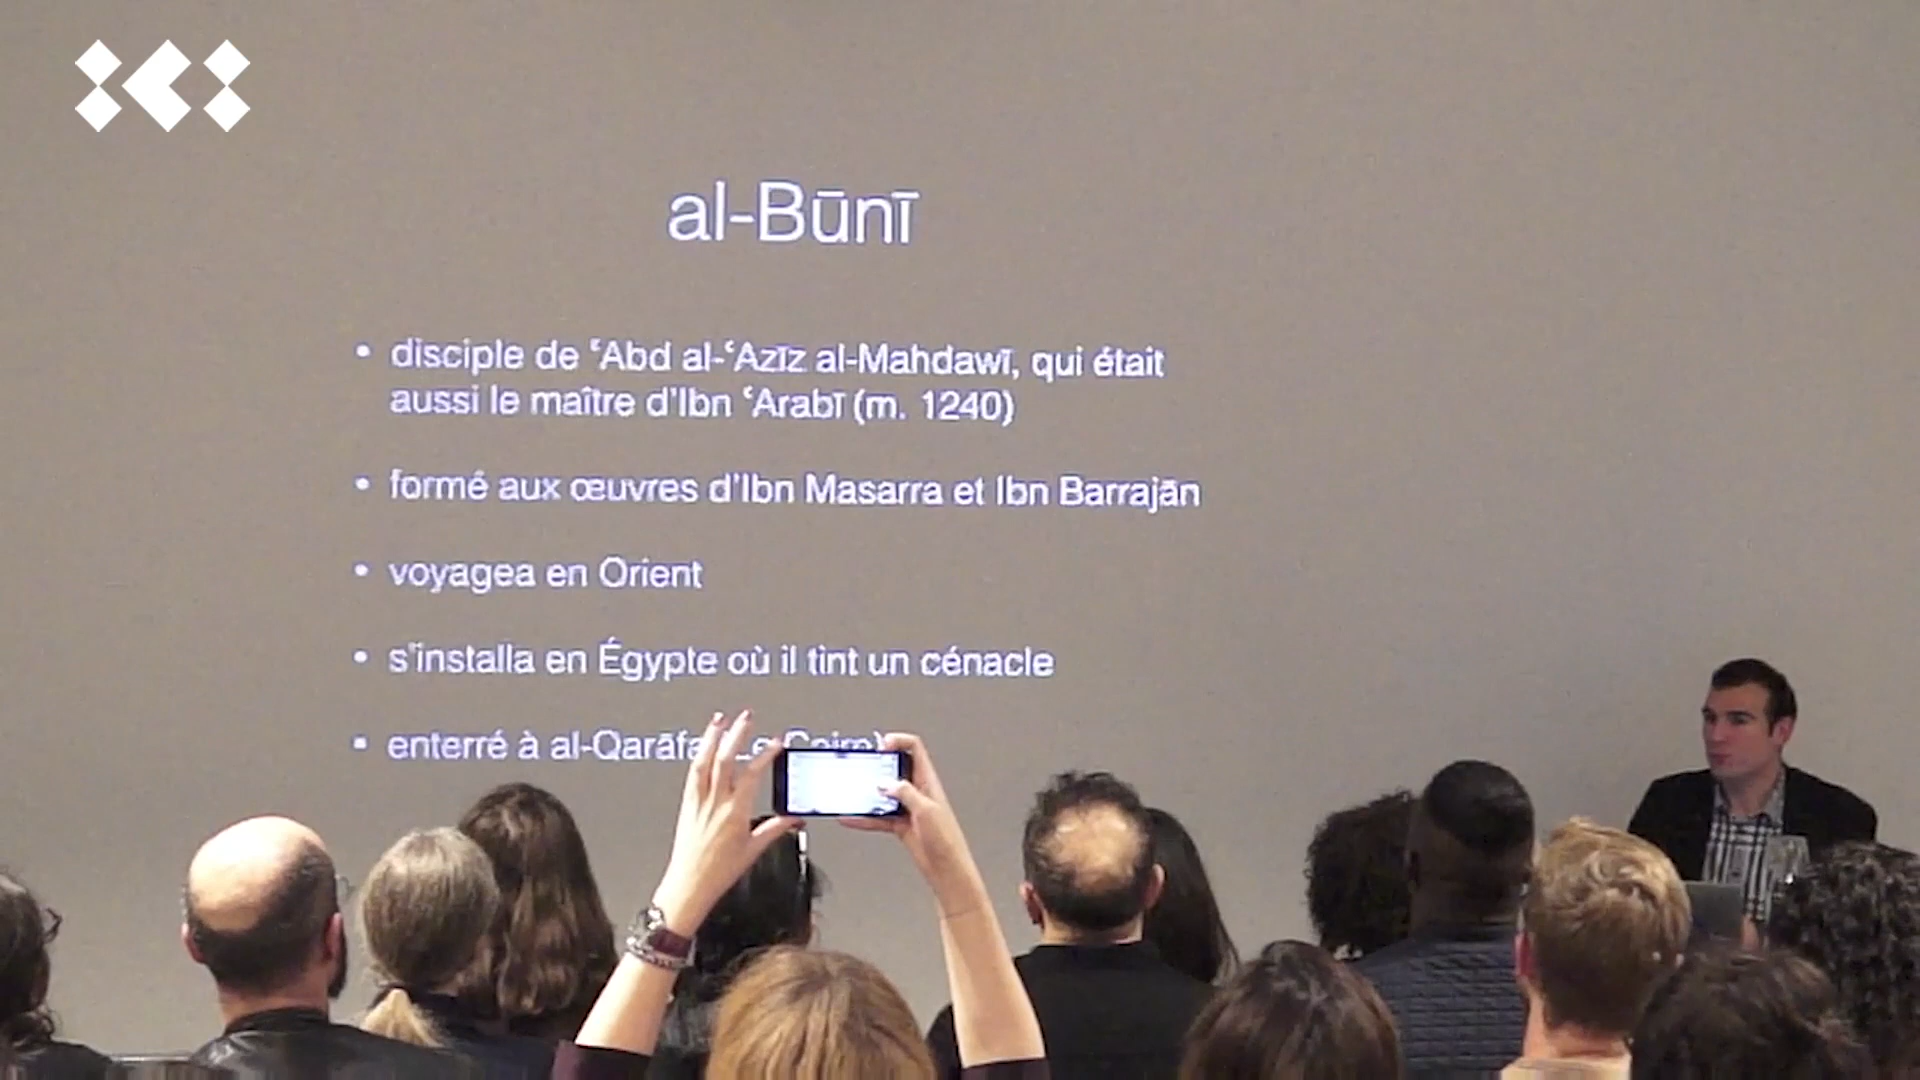 al-Būnī
• disciple de ʿAbd al-ʿAzīz al-Mahdawī, qui était
aussi le maître d'Ibn ʿArabī (m. 1240)
• formé aux œuvres d'Ibn Masarra et Ibn Barrajān
• voyagea en Orient
• s'installa en Égypte où il tint un cénacle
• enterré à al-Qarāfa Le Caire)